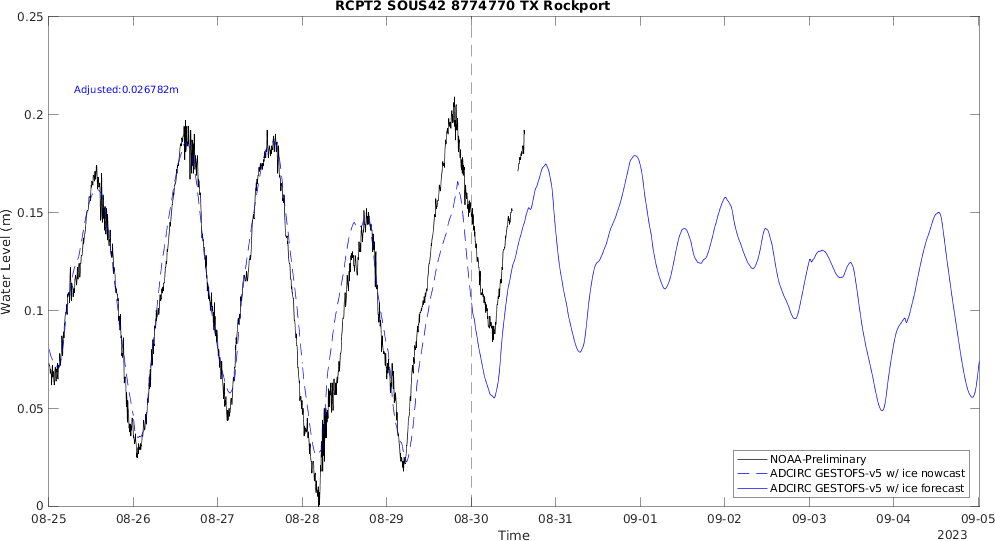 RCPT2 SOUS42 8774770 TX Rockport
0.25
Adjusted:0.026782m
0.2
0.15
Water Level (m)
0.1
0.05
0
NOAA-Preliminary
ADCIRC GESTOFS-v5 w/ ice nowcast
ADCIRC GESTOFS-v5 w/ ice forecast
08-25 08-26 08-27 08-28 08-29 08-30 08-31 09-01 09-02 09-03 09-04 09-05
Time
2023